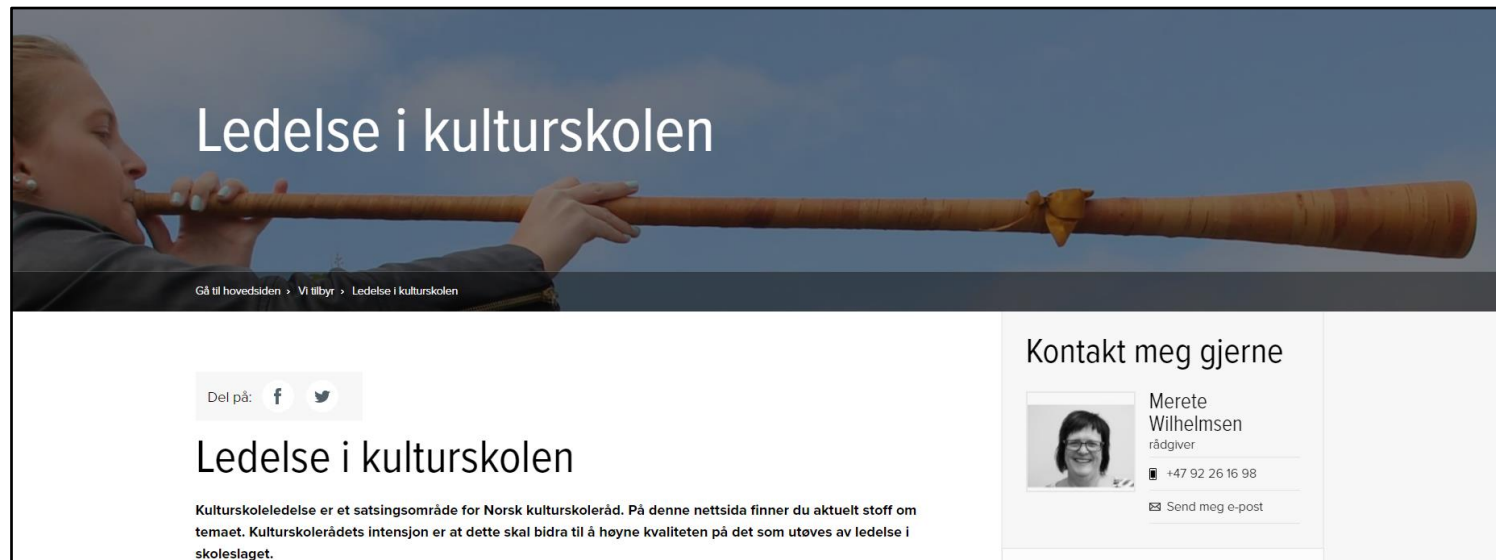 Ledelse i kulturskolen
Gå til hovedsiden › Vi tilbyr › Ledelse i kulturskolen
Del på:
Ledelse i kulturskolen
Kulturskoleledelse er et satsingsområde for Norsk kulturskoleråd. På denne nettsida finner du aktuelt stoff om
temaet. Kulturskolerådets intensjon er at dette skal bidra til å høyne kvaliteten på det som utøves av ledelse i
skoleslaget.
Kontakt meg gjerne
Merete
Wilhelmsen
rådgiver
+47 92 26 16 98
Send meg e-post